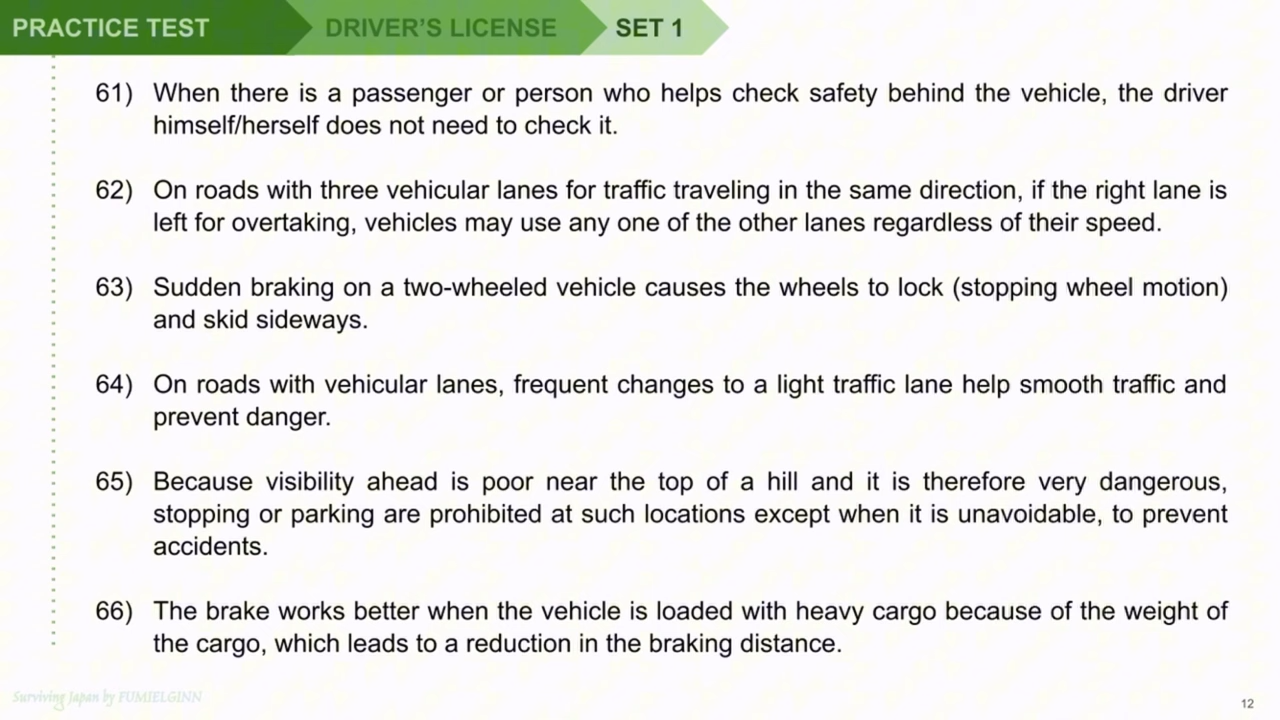 PRACTICE TEST
DRIVER'S LICENSE
SET 1
61) When there is a passenger or person who helps check safety behind the vehicle, the driver
himself/herself does not need to check it.
62) On roads with three vehicular lanes for traffic traveling in the same direction, if the right lane is
left for overtaking, vehicles may use any one of the other lanes regardless of their speed.
63) Sudden braking on a two-wheeled vehicle causes the wheels to lock (stopping wheel motion)
and skid sideways.
64) On roads with vehicular lanes, frequent changes to a light traffic lane help smooth traffic and
prevent danger.
65) Because visibility ahead is poor near the top of a hill and it is therefore very dangerous,
stopping or parking are prohibited at such locations except when it is unavoidable, to prevent
accidents.
66) The brake works better when the vehicle is loaded with heavy cargo because of the weight of
the cargo, which leads to a reduction in the braking distance.
Surviving Japan by FUMIELGINN
12